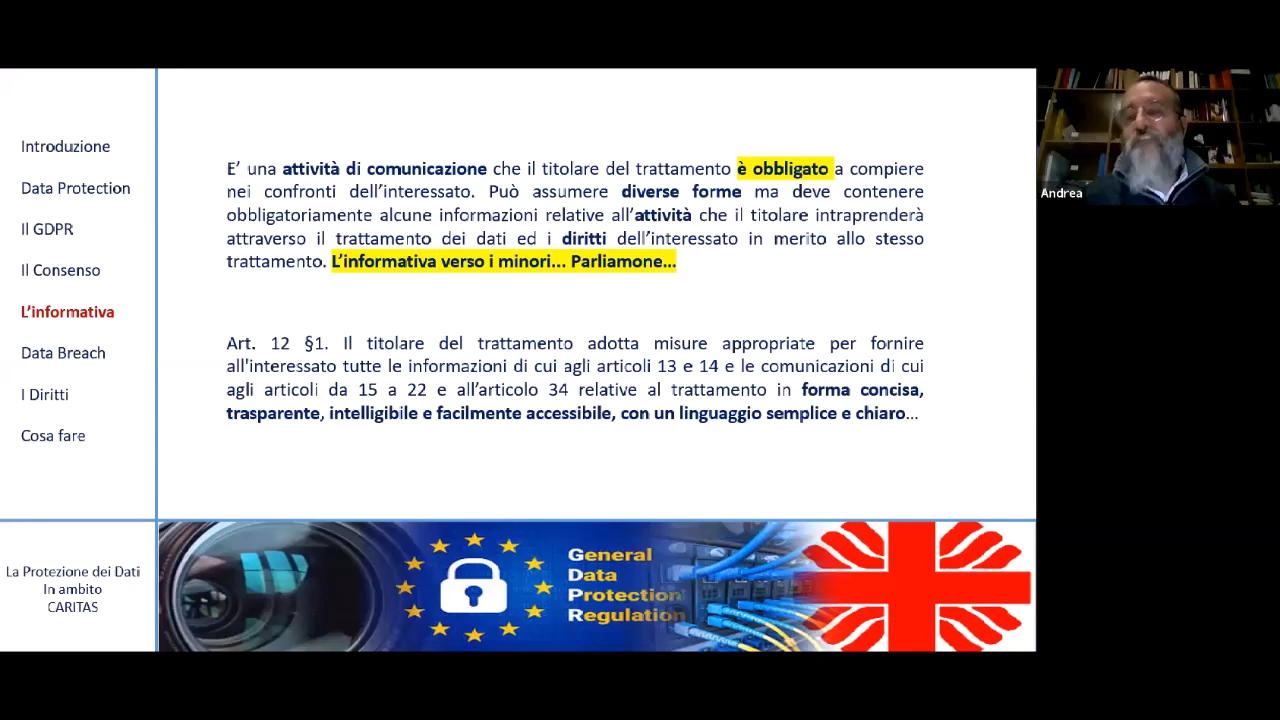 Introduzione
Data Protection
Il GDPR
Il Consenso
L'informativa
Data Breach
I Diritti
Cosa fare
La Protezione dei Dati
In ambito
CARITAS
E' una attività di comunicazione che il titolare del trattamento è obbligato a compiere
nei confronti dell'interessato. Può assumere diverse forme ma deve contenere
obbligatoriamente alcune informazioni relative all'attività che il titolare intraprenderà
attraverso il trattamento dei dati ed i diritti dell'interessato in merito allo stesso
trattamento. L'informativa verso i minori... Parliamone...
Art. 12 §1. Il titolare del trattamento adotta misure appropriate per fornire
all'interessato tutte le informazioni di cui agli articoli 13 e 14 e le comunicazioni di cui
agli articoli da 15 a 22 e all'articolo 34 relative al trattamento in forma concisa,
trasparente, intelligibile e facilmente accessibile, con un linguaggio semplice e chiaro...
General
Data
Protection
Regulation
Andrea